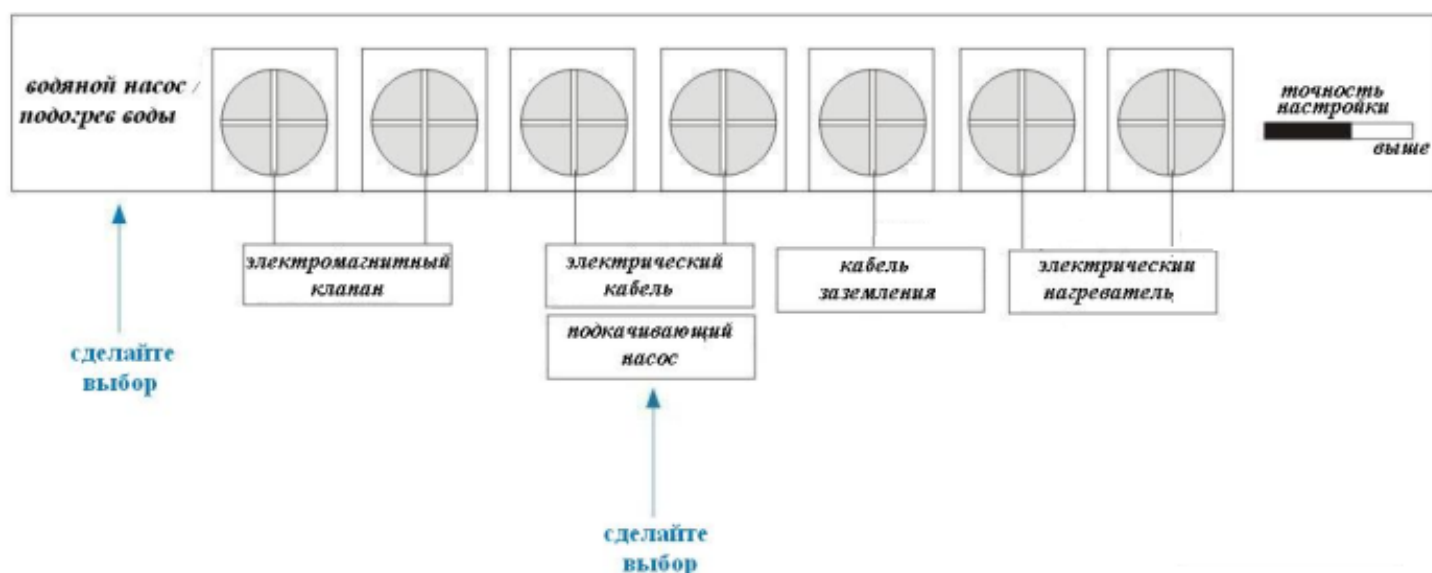 водяной насос /
подогрев воды
точность
настройки
выше
электромагнитный
клапан
электрический
кабель
кабель
заземления
электрический
нагреватель
подкачивающий
насос
сделайте
выбор
сделайте
выбор